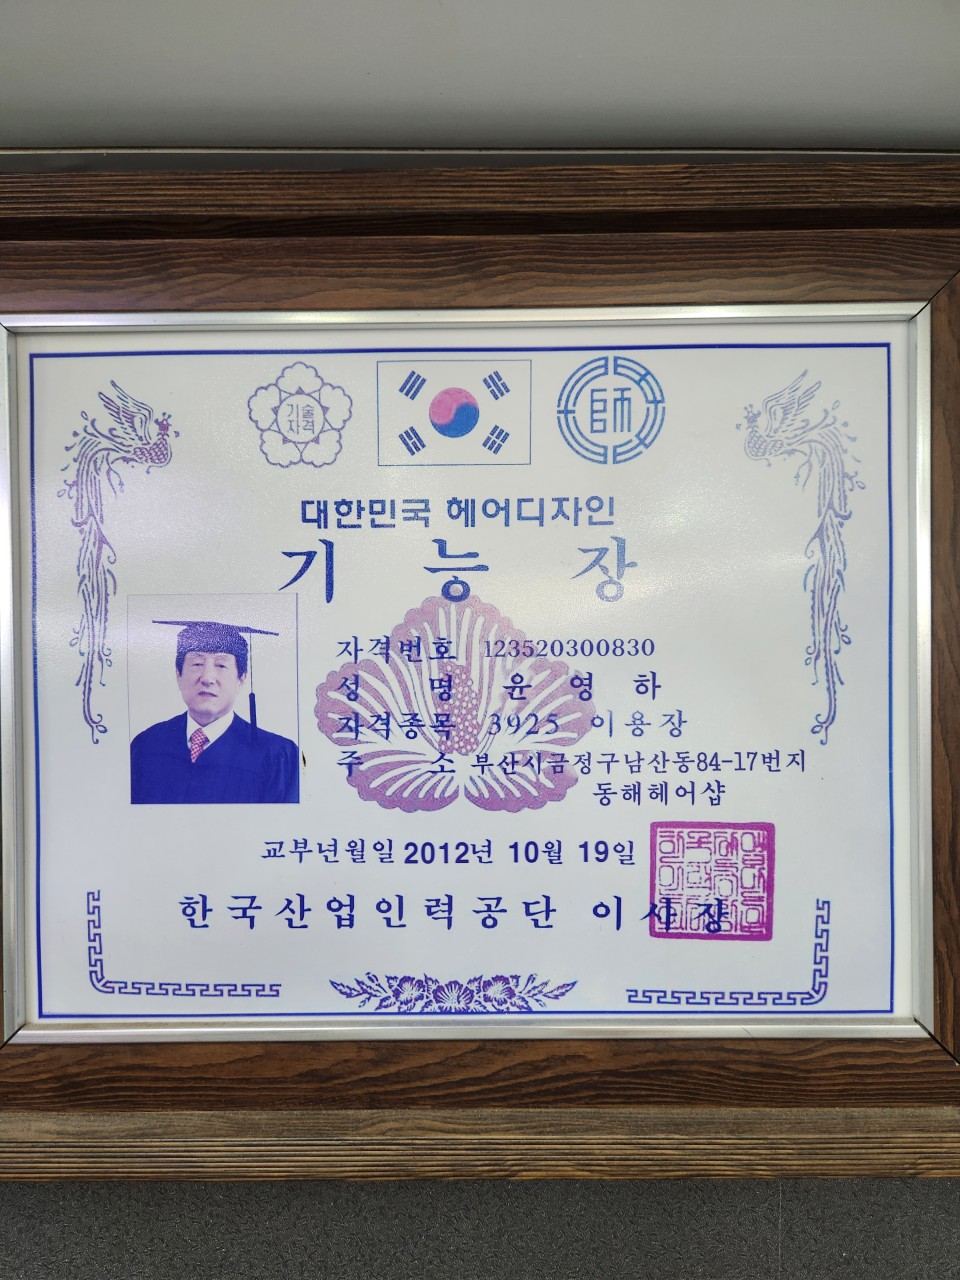 기술
자격
師
대한민국 헤어디자인
기 능 장
자격번호 123520300830
성 명 윤 영 하
자격종목 3925 이용장
주 소 부산시금정구남산동84-17번지
동해헤어샵
교부년월일 2012년 10월 19일
한국산업인력공단 이사장